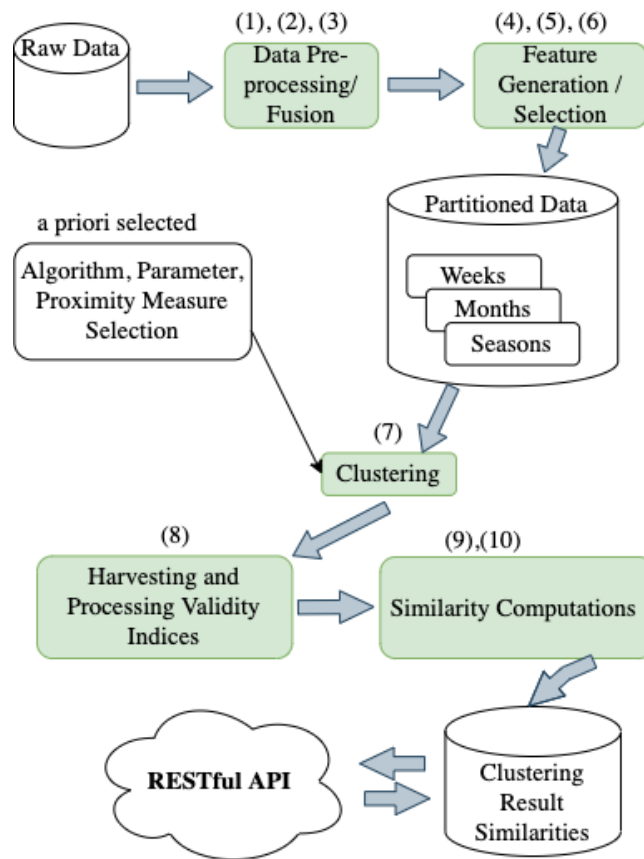 (1), (2), (3)
(4), (5), (6)
Raw Data
Data Pre-
processing/
Fusion
Feature
Generation /
Selection
Partitioned Data
Weeks
Months
Seasons
a priori selected
Algorithm, Parameter,
Proximity Measure
Selection
(7)
Clustering
(8)
Harvesting and
Processing Validity
Indices
(9),(10)
Similarity Computations
RESTful API
Clustering
Result
Similarities